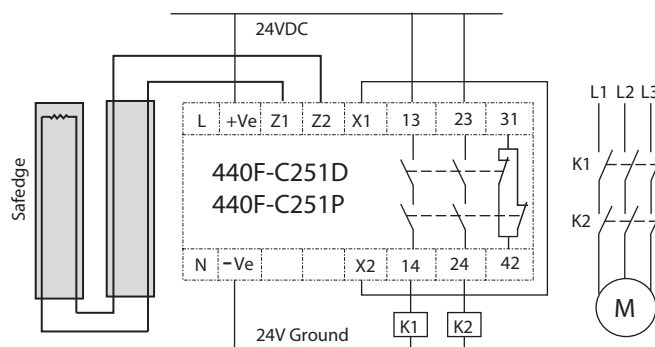 24VDC
L +Ve Z1 Z2 X1 13 23 31
440F-C251D
440F-C251P
N –Ve X2 14 24 42
24V Ground
K1 K2
Safedge
L1 L2 L3
K1
K2
M